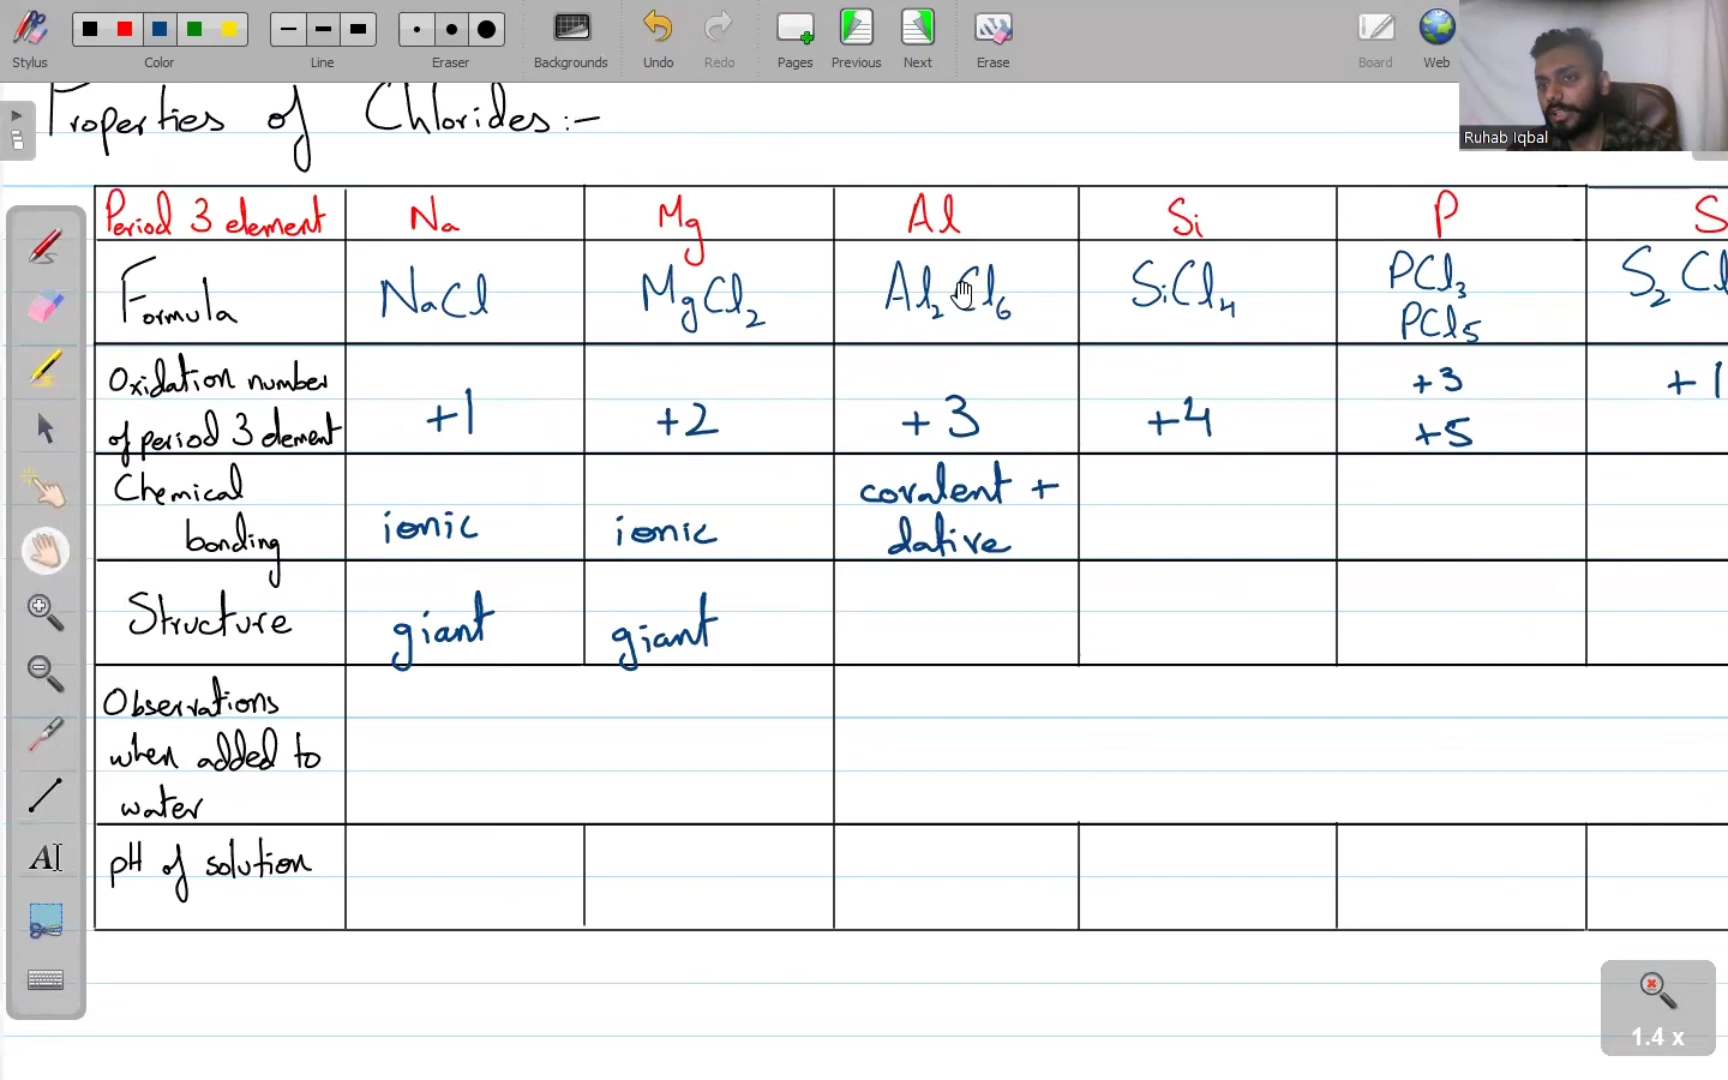 Stylus
Color
Line
Eraser
Backgrounds
Undo
Redo
Pages
Previous
Next
Erase
Board
Web
Ruhab Iqbal
Properties of Chlorides:-
Period 3 element Na Mg Al Si P S
Formula NaCl MgCl₂ Al₂Cl₆ SiCl₄ PCl₃ S₂Cl
PCl₅
Oxidation number +3 +1
of period 3 element +1 +2 +3 +4 +5
Chemical covalent +
bonding ionic ionic dative
Structure giant giant
Observations
when added to
water
pH of solution
AI
1.4 x